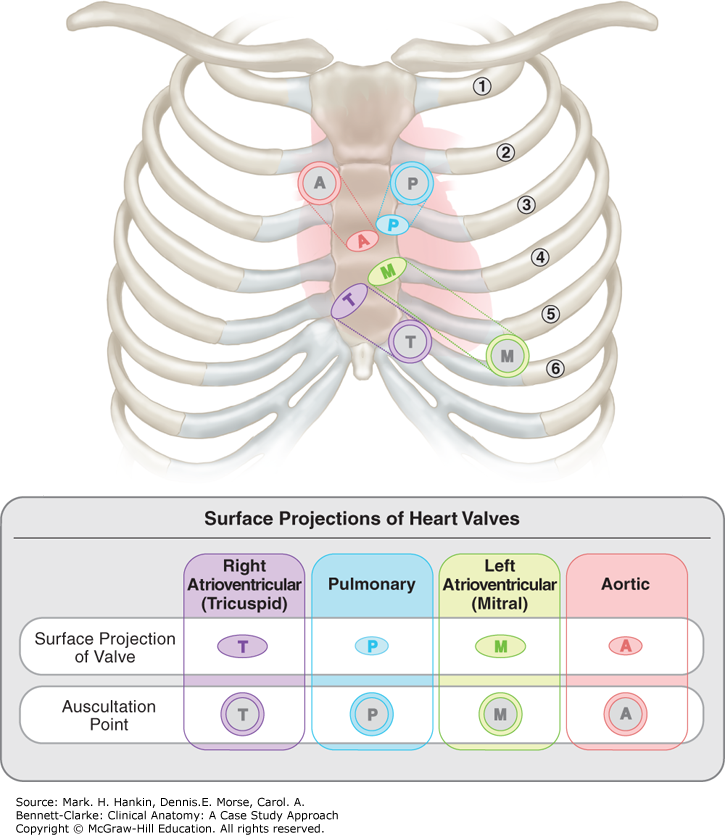 1
2
A
P
3
P
A
4
M
T
5
T
M
6
Surface Projections of Heart Valves
Right
Atrioventricular
(Tricuspid)
Pulmonary
Left
Atrioventricular
(Mitral)
Aortic
Surface Projection
of Valve
T
P
M
A
Auscultation
Point
T
P
M
A
Source: Mark. H. Hankin, Dennis.E. Morse, Carol. A.
Bennett-Clarke: Clinical Anatomy: A Case Study Approach
Copyright © McGraw-Hill Education. All rights reserved.